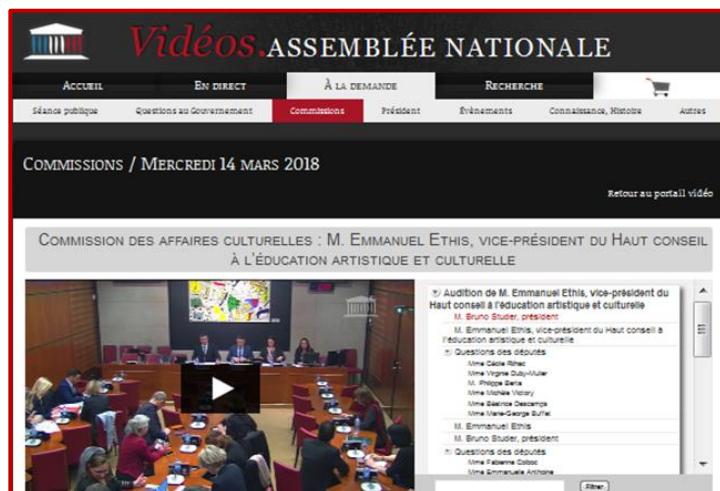 Vidéos.ASSEMBLÉE NATIONALE
ACCUEIL EN DIRECT À LA DEMANDE RECHERCHE
Séance publique Questions au Gouvernement Commissions Président Évènements Connaissance, Histoire Autres
COMMISSIONS / MERCREDI 14 MARS 2018
Retour au portail vidéo
COMMISSION DES AFFAIRES CULTURELLES : M. EMMANUEL ETHIS, VICE-PRÉSIDENT DU HAUT CONSEIL
À L'ÉDUCATION ARTISTIQUE ET CULTURELLE
Audition de M. Emmanuel Ethis, vice-président du
Haut conseil à l'éducation artistique et culturelle
M. Bruno Studer, président
M. Emmanuel Ethis, vice-président du Haut conseil à
l'éducation artistique et culturelle
Questions des députés
Mme Cécile Rilhac
Mme Virginie Duby-Muller
M. Philippe Berta
Mme Michèle Victory
Mme Béatrice Descamps
Mme Marie-George Buffet
M. Emmanuel Ethis
M. Bruno Studer, président
Questions des députés
Mme Fabienne Colboc
Mme Emmanuelle Anthoine
Filtrer